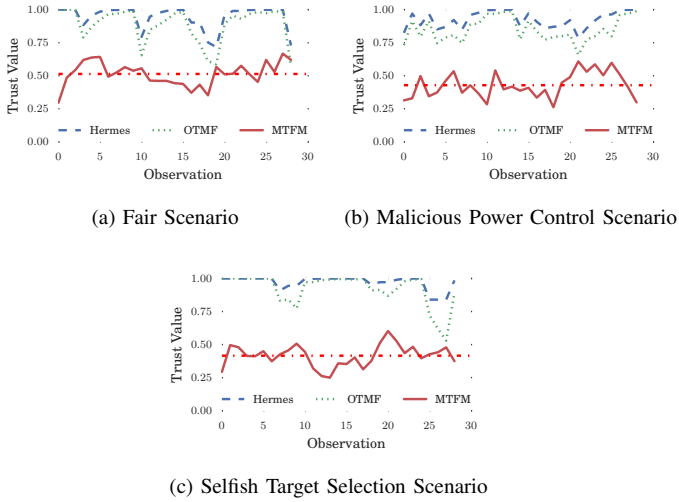 1.00
0.75
0.50
0.25
0.00
Trust Value
Hermes OTMF MTFM
0 5 10 15 20 25 30
Observation
(a) Fair Scenario
1.00
0.75
0.50
0.25
0.00
Trust Value
Hermes OTMF MTFM
0 5 10 15 20 25 30
Observation
(b) Malicious Power Control Scenario
1.00
0.75
0.50
0.25
0.00
Trust Value
Hermes OTMF MTFM
0 5 10 15 20 25 30
Observation
(c) Selfish Target Selection Scenario